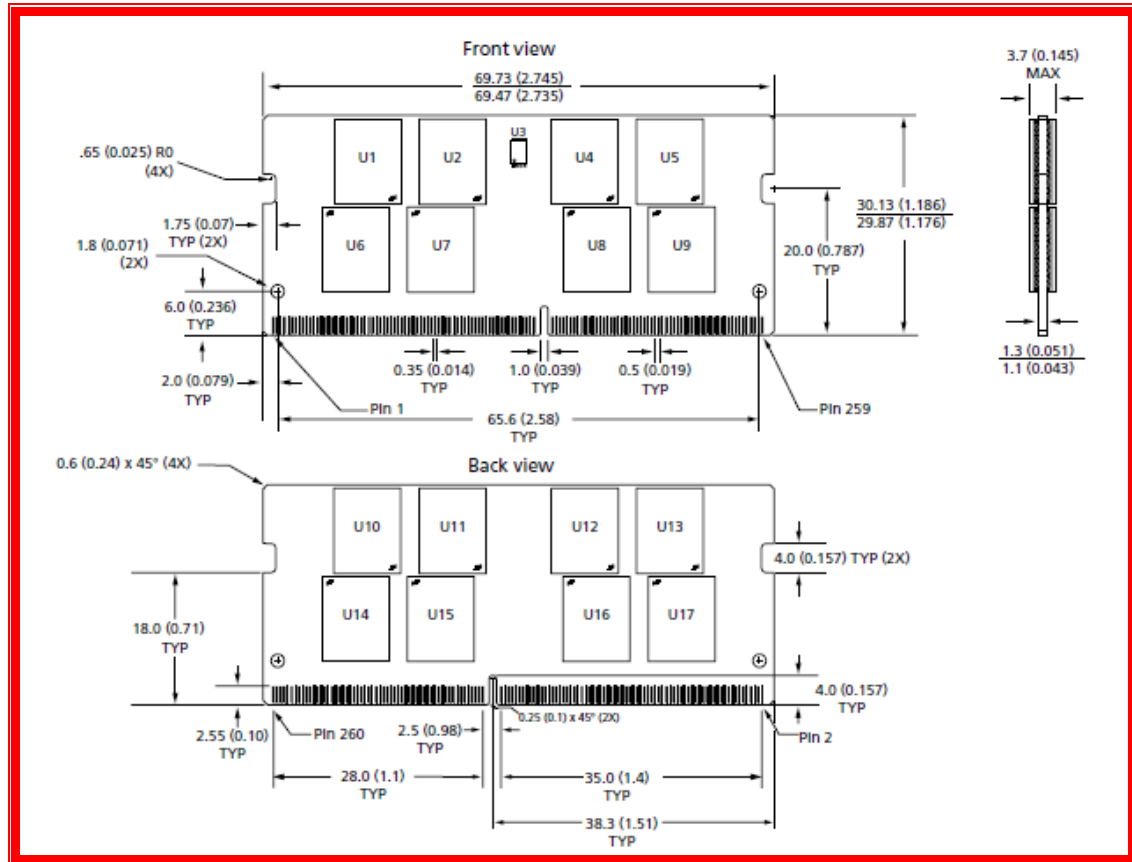 Front view
69.73 (2.745)
69.47 (2.735)
3.7 (0.145)
MAX
U1
U2
U3
U4
U5
.65 (0.025) R0
(4X)
1.75 (0.07)
TYP (2X)
U6
U7
U8
U9
30.13 (1.186)
29.87 (1.176)
20.0 (0.787)
TYP
1.8 (0.071)
(2X)
6.0 (0.236)
TYP
2.0 (0.079)
TYP
0.35 (0.014)
TYP
1.0 (0.039)
TYP
0.5 (0.019)
TYP
1.3 (0.051)
1.1 (0.043)
Pin 1
65.6 (2.58)
TYP
Pin 259
0.6 (0.24) x 45° (4X)
Back view
U10
U11
U12
U13
4.0 (0.157) TYP (2X)
U14
U15
U16
U17
18.0 (0.71)
TYP
4.0 (0.157)
TYP
0.25 (0.1) x 45° (2X)
2.55 (0.10)
TYP
Pin 260
2.5 (0.98)
TYP
Pin 2
28.0 (1.1)
TYP
35.0 (1.4)
TYP
38.3 (1.51)
TYP